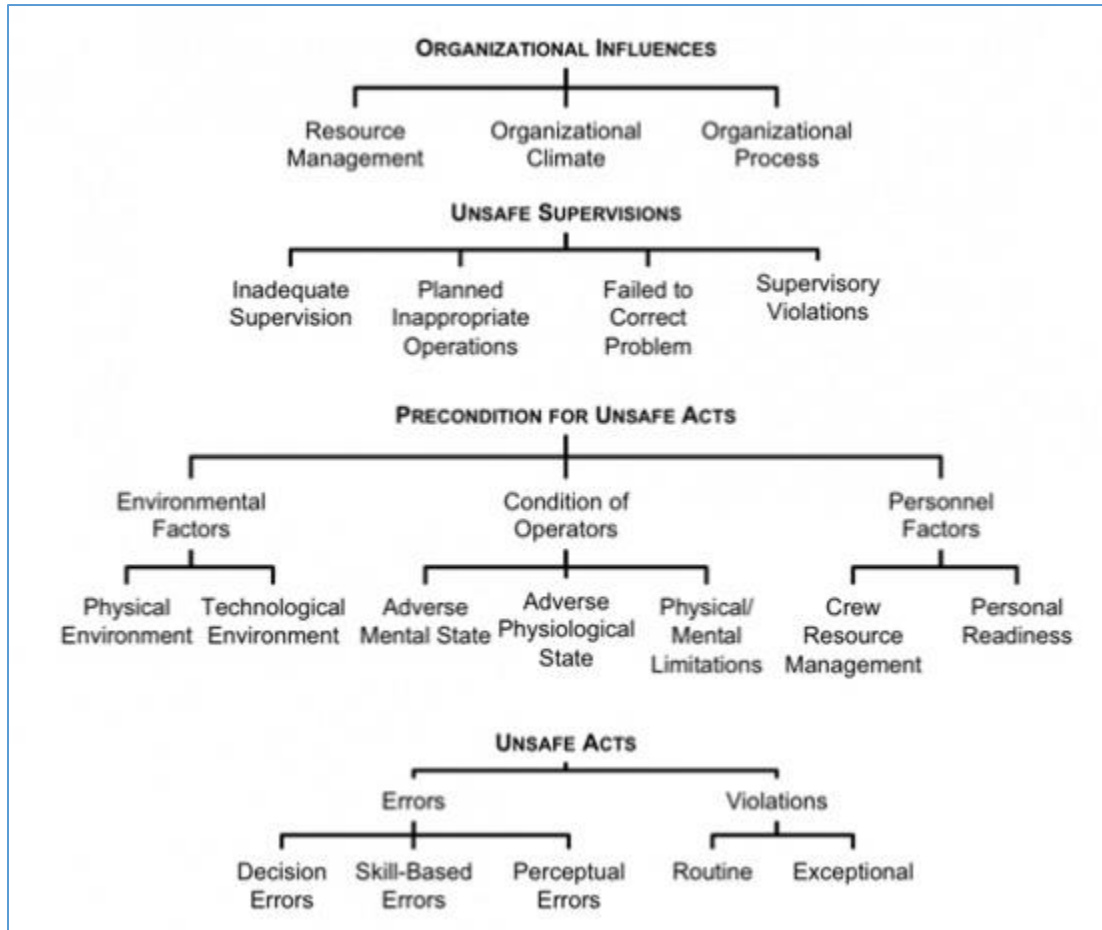 ORGANIZATIONAL INFLUENCES
Resource Management
Organizational Climate
Organizational Process
UNSAFE SUPERVISIONS
Inadequate Supervision
Planned Inappropriate Operations
Failed to Correct Problem
Supervisory Violations
PRECONDITION FOR UNSAFE ACTS
Environmental Factors
Condition of Operators
Personnel Factors
Physical Environment
Technological Environment
Adverse Mental State
Adverse Physiological State
Physical/ Mental Limitations
Crew Resource Management
Personal Readiness
UNSAFE ACTS
Errors
Violations
Decision Errors
Skill-Based Errors
Perceptual Errors
Routine
Exceptional